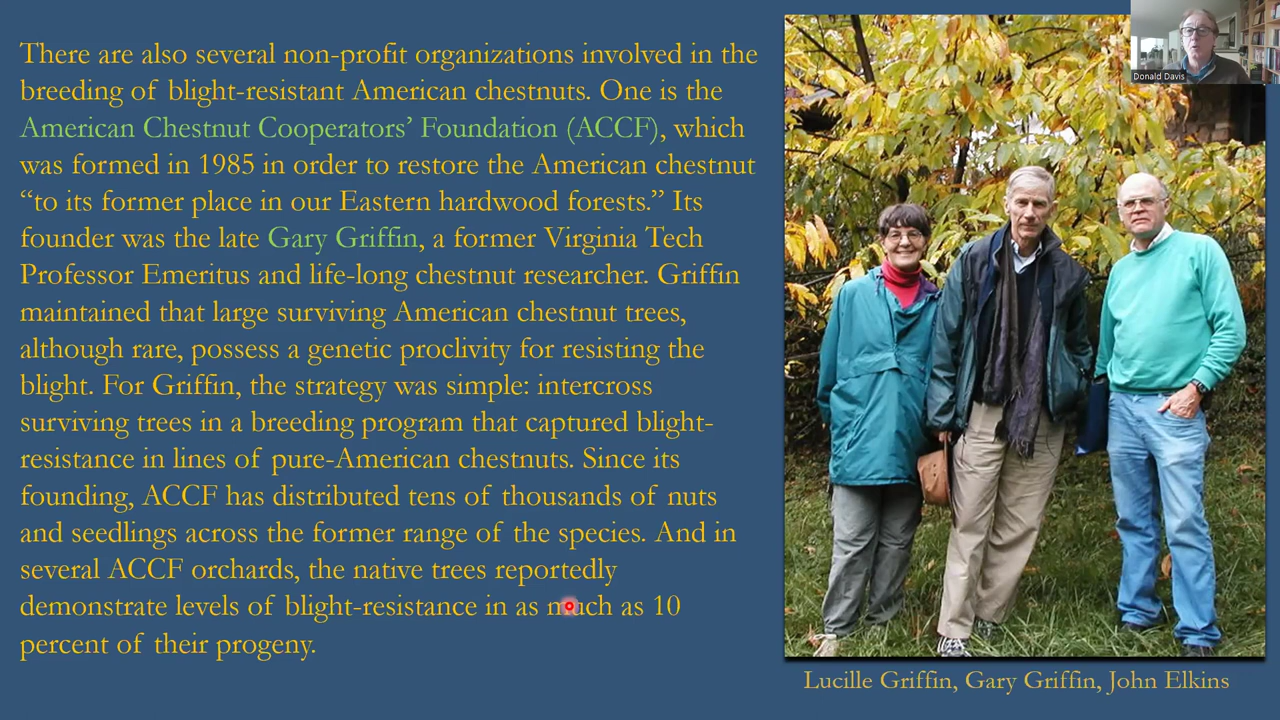 There are also several non-profit organizations involved in the
breeding of blight-resistant American chestnuts. One is the
American Chestnut Cooperators’ Foundation (ACCF), which
was formed in 1985 in order to restore the American chestnut
“to its former place in our Eastern hardwood forests.” Its
founder was the late Gary Griffin, a former Virginia Tech
Professor Emeritus and life-long chestnut researcher. Griffin
maintained that large surviving American chestnut trees,
although rare, possess a genetic proclivity for resisting the
blight. For Griffin, the strategy was simple: intercross
surviving trees in a breeding program that captured blight-
resistance in lines of pure-American chestnuts. Since its
founding, ACCF has distributed tens of thousands of nuts
and seedlings across the former range of the species. And in
several ACCF orchards, the native trees reportedly
demonstrate levels of blight-resistance in as much as 10
percent of their progeny.
Donald Davis
Lucille Griffin, Gary Griffin, John Elkins